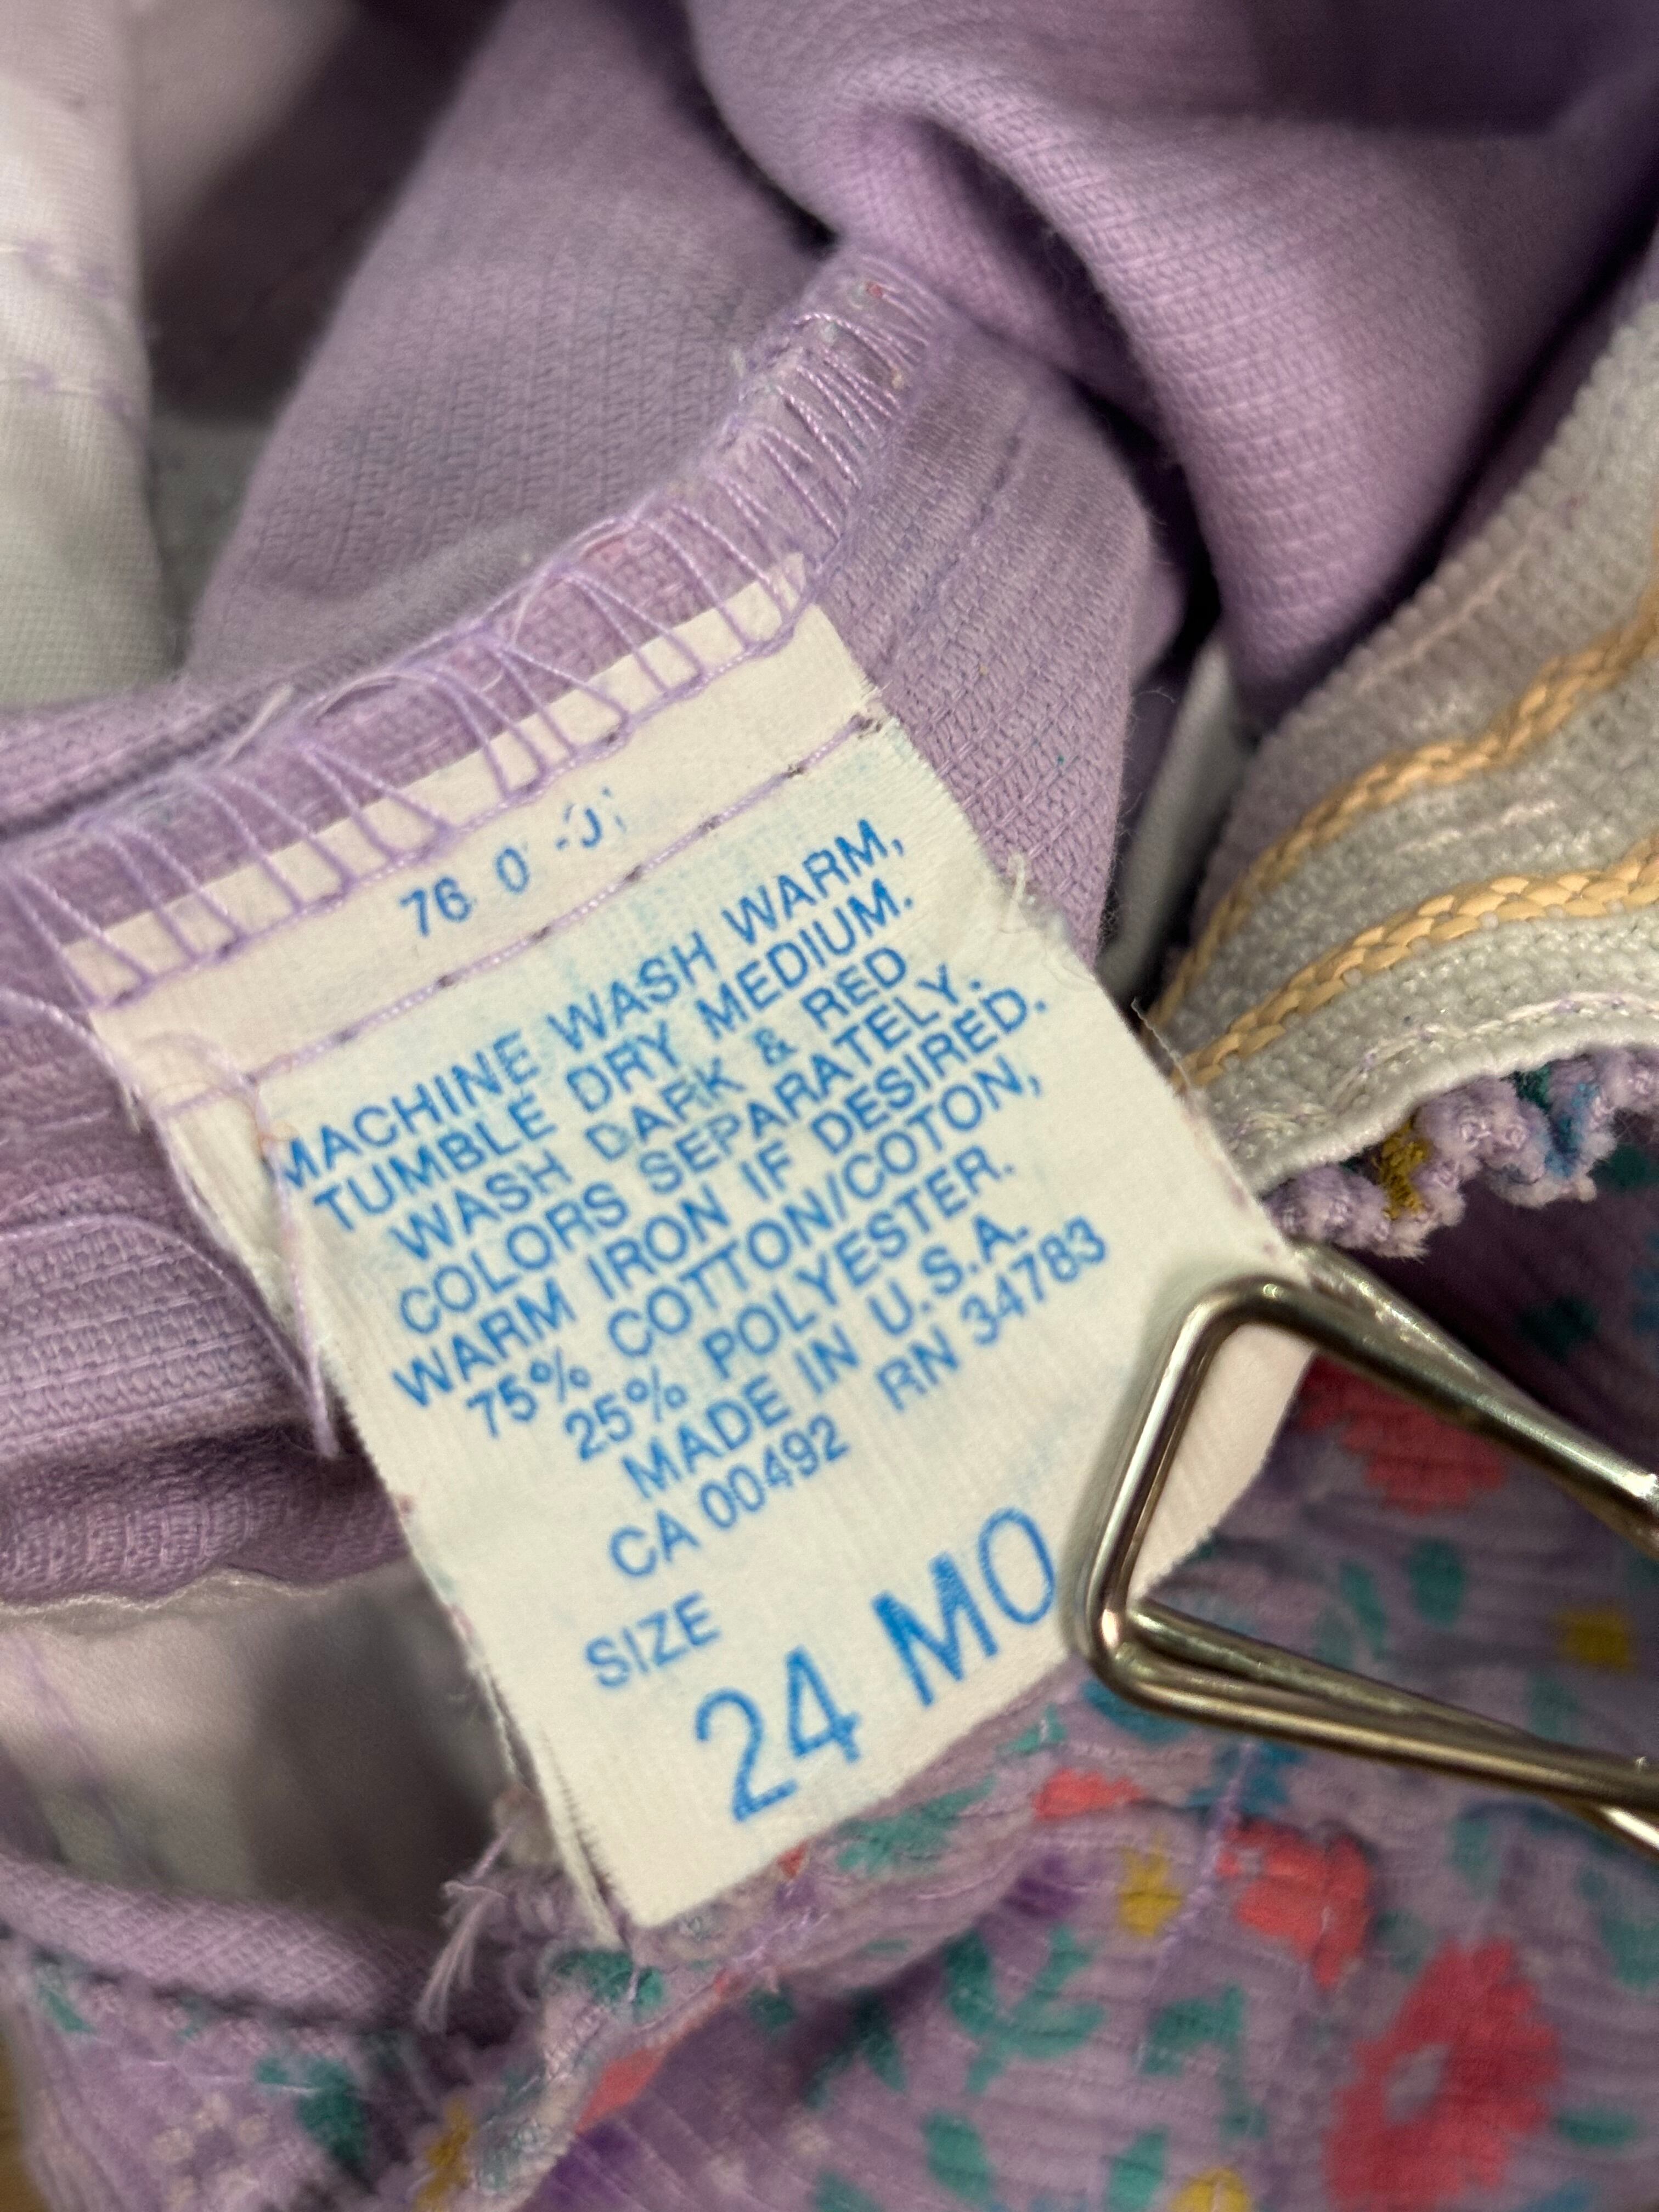 76 0
MACHINE WASH WARM,
TUMBLE DRY MEDIUM.
WASH DARK & RED
COLORS SEPARATELY.
WARM IRON IF DESIRED.
75% COTTON/COTON,
25% POLYESTER.
MADE IN U.S.A.
CA 00492 RN 34783
SIZE
24 MO